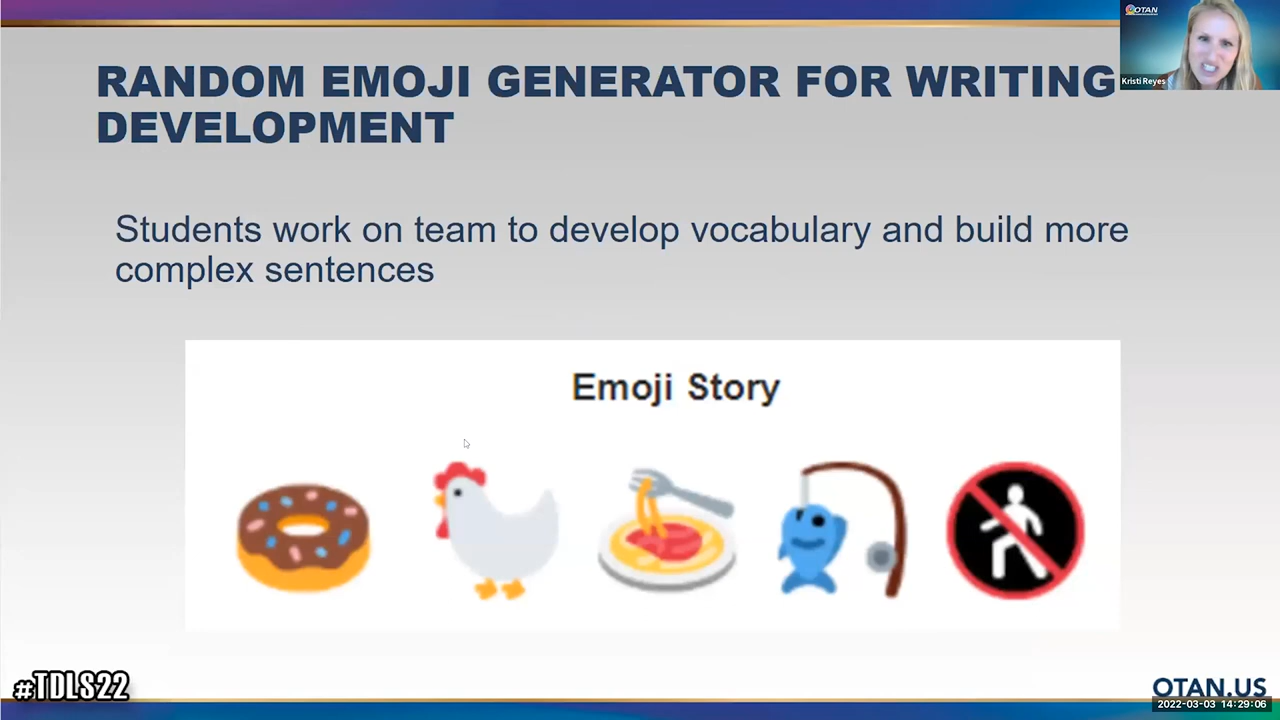 OTAN
Kristi Reyes
RANDOM EMOJI GENERATOR FOR WRITING
DEVELOPMENT
Students work on team to develop vocabulary and build more
complex sentences
Emoji Story
#TDLS22
OTAN.US
2022-03-03 14:29:06